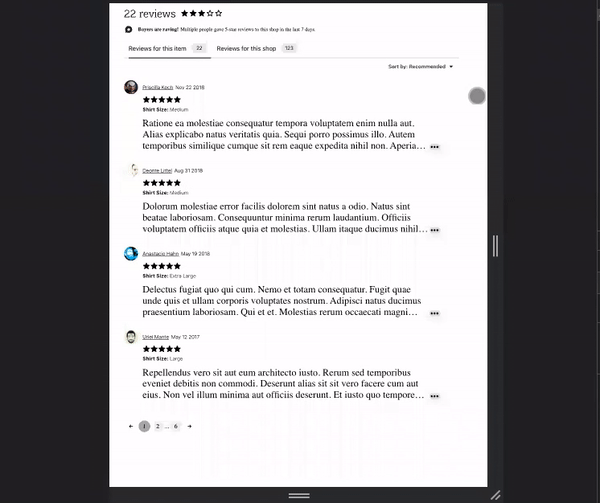 22 reviews
Buyers are raving! Multiple people gave 5-star reviews to this shop in the last 7 days
Reviews for this item 22 Reviews for this shop 123
Sort by: Recommended
Priscilla Koch Nov 22 2018
Shirt Size: Medium
Ratione ea molestiae consequatur tempora voluptatem enim nulla aut.
Alias explicabo natus veritatis quia. Sequi porro possimus illo. Autem
temporibus similique cumque sit rem eaque expedita nihil non. Aperia…
Deonte Littel Aug 31 2018
Shirt Size: Medium
Dolorum molestiae error facilis dolorem sint natus a odio. Natus sint
beatae laboriosam. Consequuntur minima rerum laudantium. Officiis
voluptatem officiis atque quia et molestias. Ullam itaque ducimus nihil…
Anastacio Hahn May 19 2018
Shirt Size: Extra Large
Delectus fugiat quo qui cum. Nemo et totam consequatur. Fugit quae
unde quis et ullam corporis voluptates nostrum. Adipisci natus ducimus
praesentium laboriosam. Qui et et. Molestias rerum occaecati magni…
Uriel Mante May 12 2017
Shirt Size: Large
Repellendus vero sit aut eum architecto iusto. Rerum sed temporibus
eveniet debitis non commodi. Deserunt alias sit sit vero facere cum aut
eius. Non vel illum minima aut officiis deserunt. Et iusto quo tempore…
1 2 ... 6